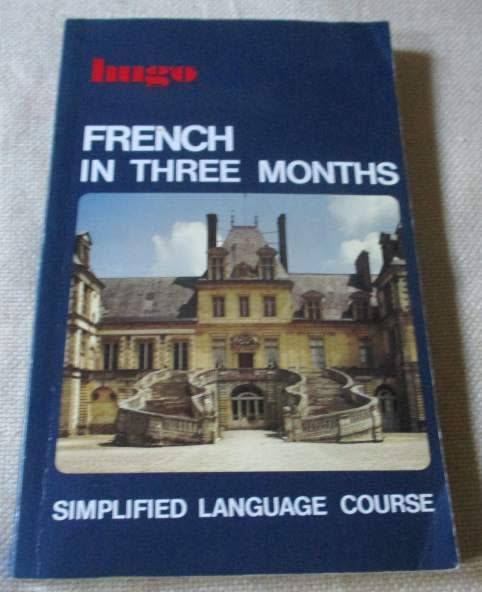 hugo
FRENCH
IN THREE MONTHS
SIMPLIFIED LANGUAGE COURSE